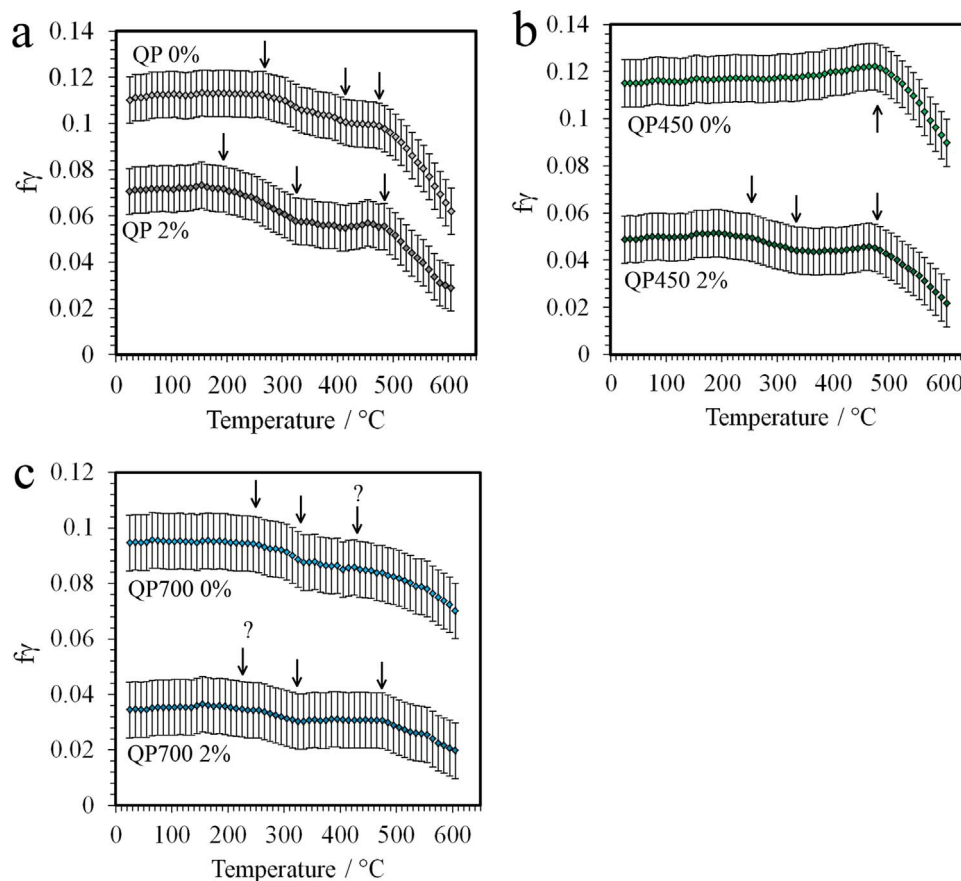 a
0.14
0.12
0.1
0.08
0.06
0.04
0.02
0
fγ
QP 0%
QP 2%
0 100 200 300 400 500 600
Temperature / °C
b
0.14
0.12
0.1
0.08
0.06
0.04
0.02
0
fγ
QP450 0%
QP450 2%
0 100 200 300 400 500 600
Temperature / °C
c
0.12
0.1
0.08
0.06
0.04
0.02
0
fγ
?
QP700 0%
?
QP700 2%
0 100 200 300 400 500 600
Temperature / °C